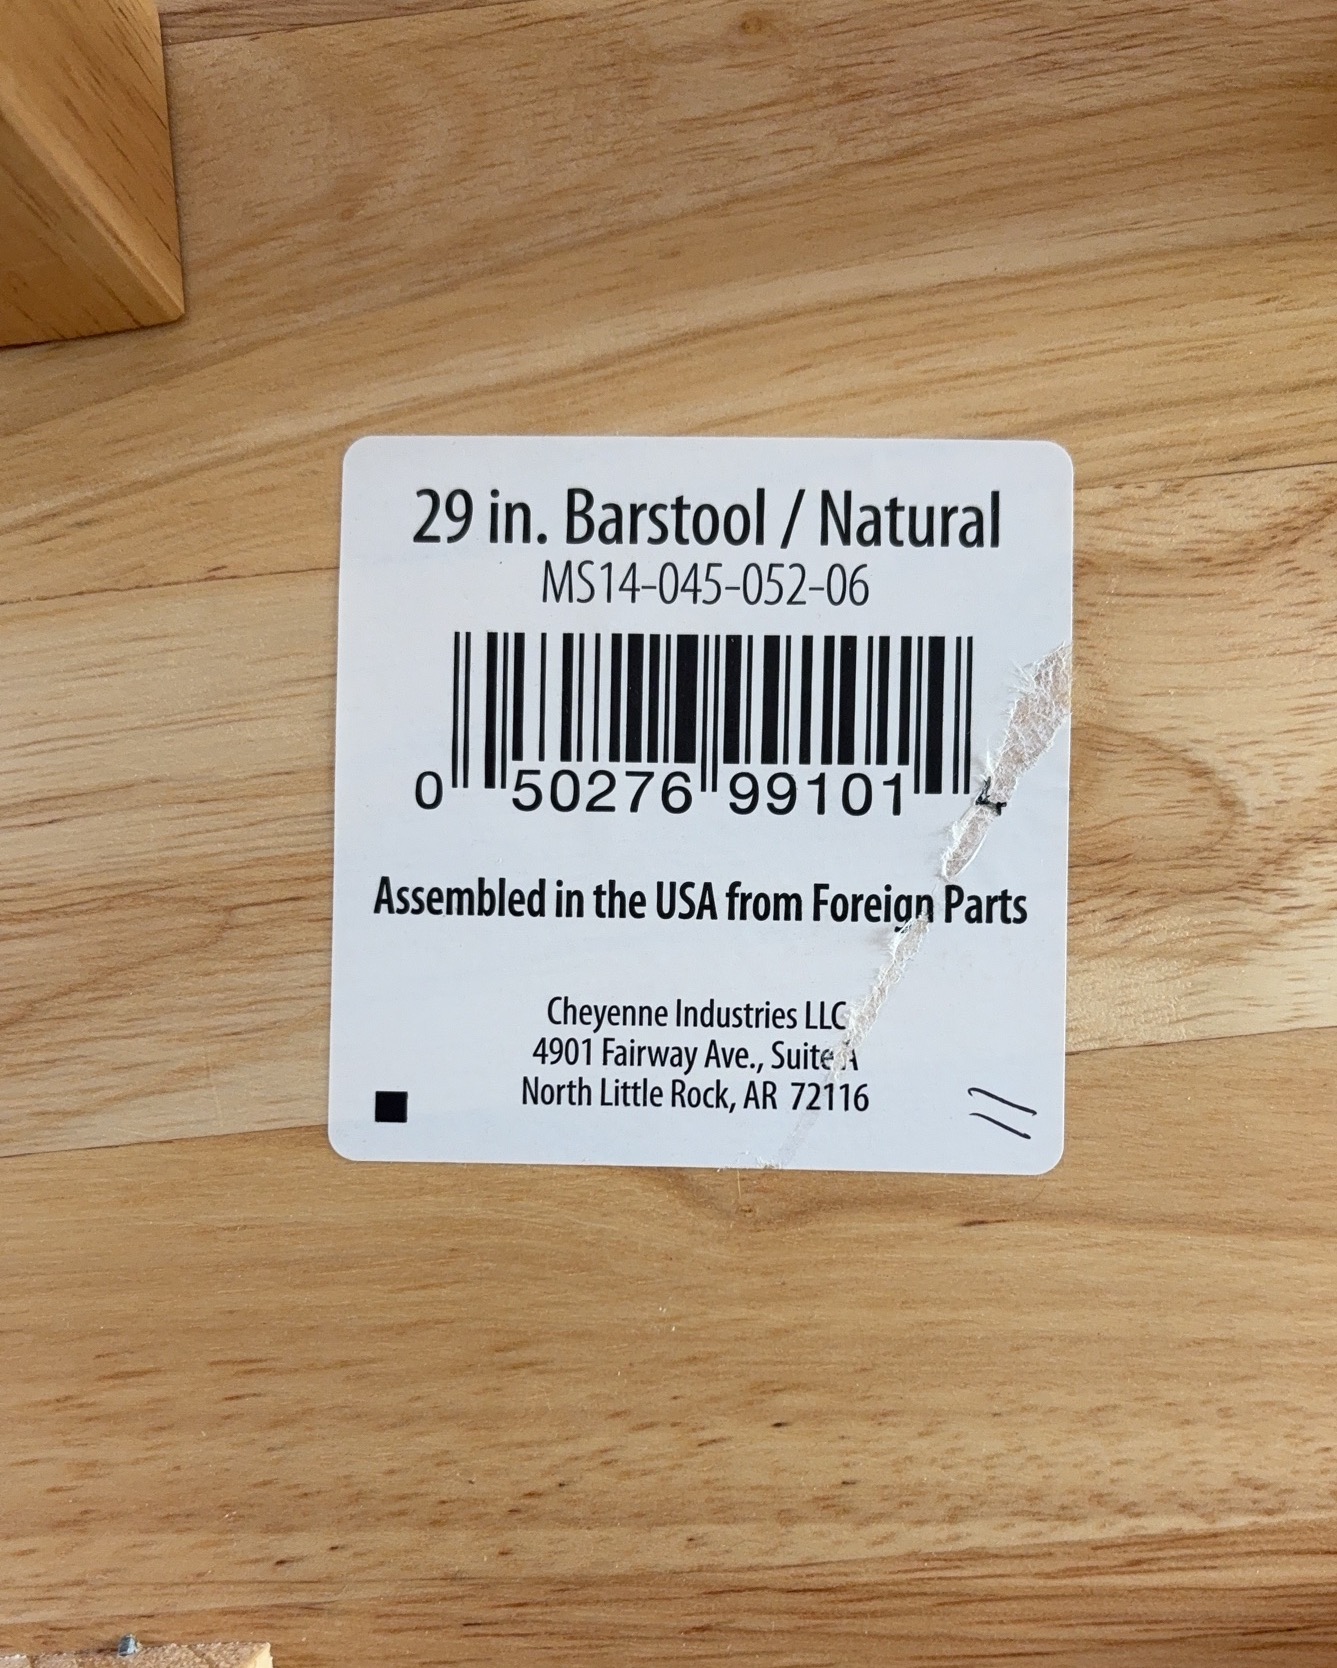 29 in. Barstool / Natural
MS14-045-052-06
0 50276 99101
Assembled in the USA from Foreign Parts
Cheyenne Industries LLC
4901 Fairway Ave., Suite A
North Little Rock, AR 72116
11